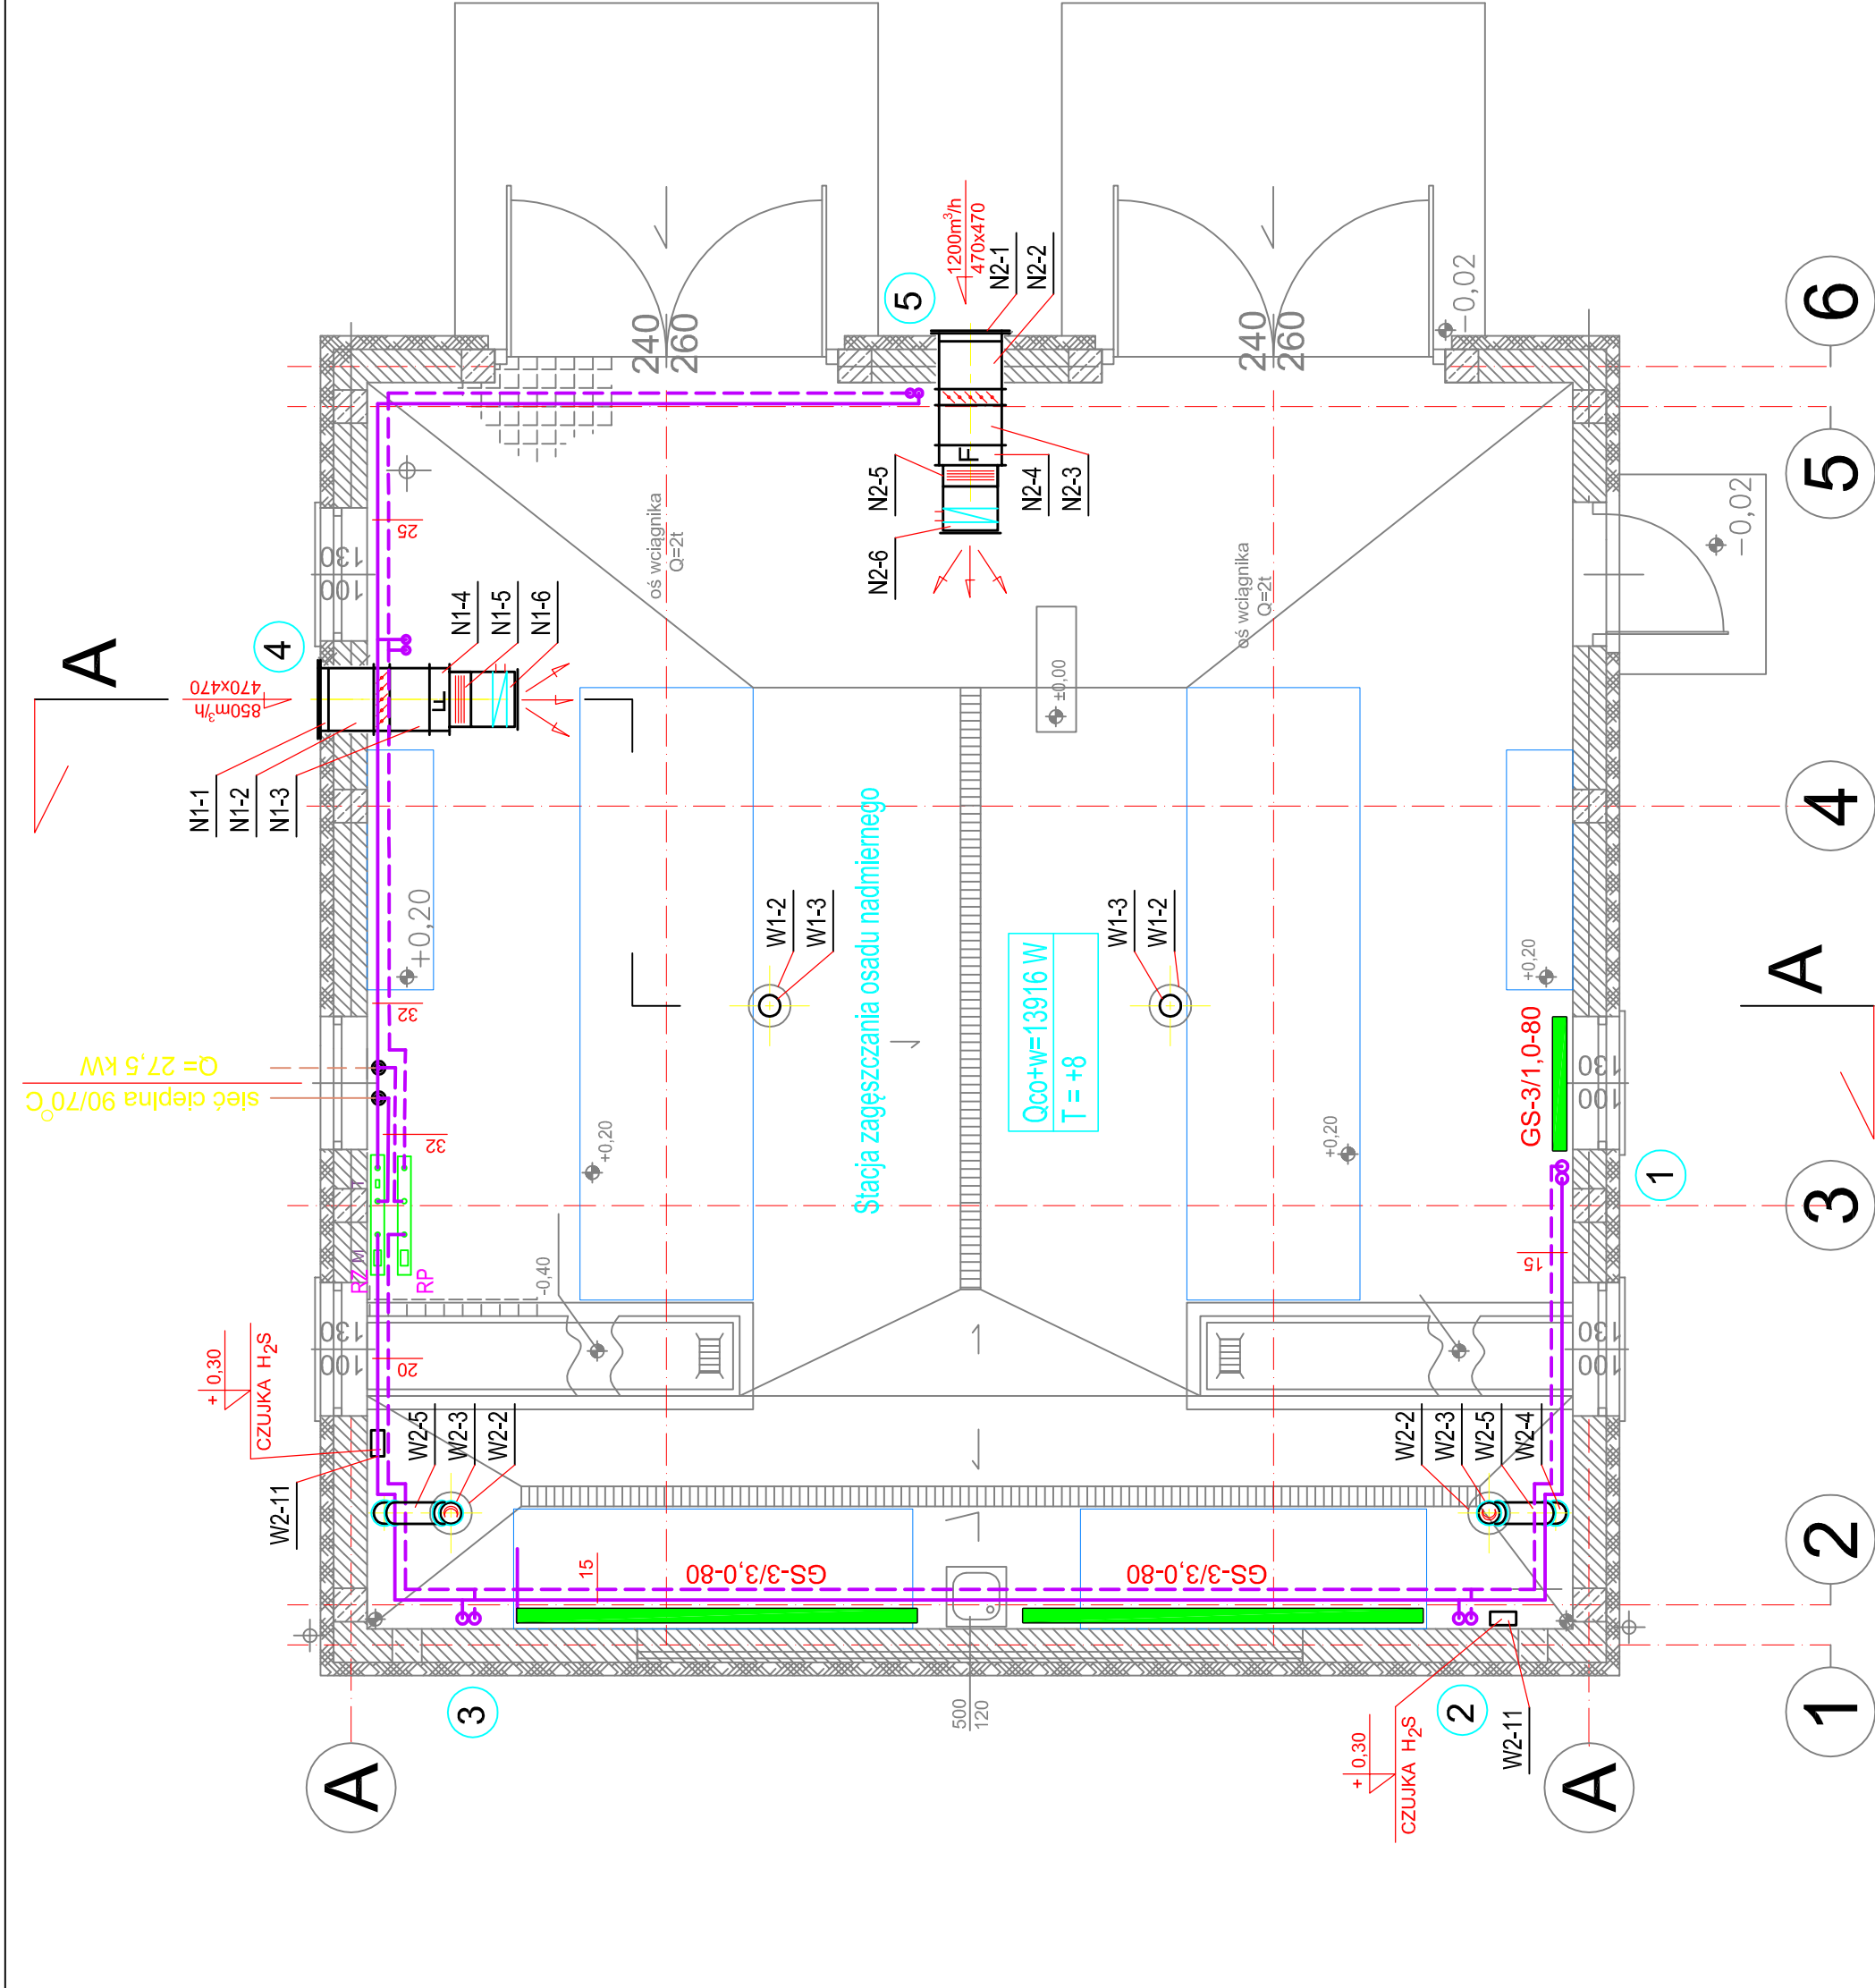 A
4
850m³/h
470x470
N1-1
N1-2
N1-3
N1-4
N1-5
N1-6
130
100
25
+0,20
32
sieć cieplna 90/70°C
Q= 27,5 kW
32
T
M
RZ
RP
130
100
20
+ 0,30
CZUJKA H₂S
W2-11
W2-5
W2-3
W2-2
-0,40
+0,20
oś wciągnika
Q=2t
240
260
5
1200m³/h
470x470
N2-1
N2-2
N2-5
N2-6
N2-4
N2-3
F
F
240
260
-0,02
-0,02
oś wciągnika
Q=2t
±0,00
W1-2
W1-3
Stacja zagęszczania osadu nadmiernego
Qco+w=13916 W
T = +8
W1-3
W1-2
+0,20
+0,20
GS-3/1,0-80
130
100
1
15
130
100
W2-2
W2-3
W2-5
W2-4
15
GS-3/3,0-80
GS-3/3,0-80
3
500
120
2
+ 0,30
CZUJKA H₂S
W2-11
A
A
A
1
2
3
4
5
6